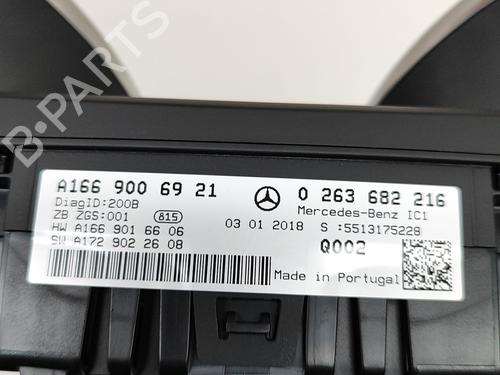 B-PARTS
A166 900 69 21
0 263 682 216
DiagID:200B
Mercedes-Benz IC1
ZB ZGS:001
815
03 01 2018
S :5513175228
HW A166 901 66 06
SW A172 902 26 08
Q002
Made in Portugal